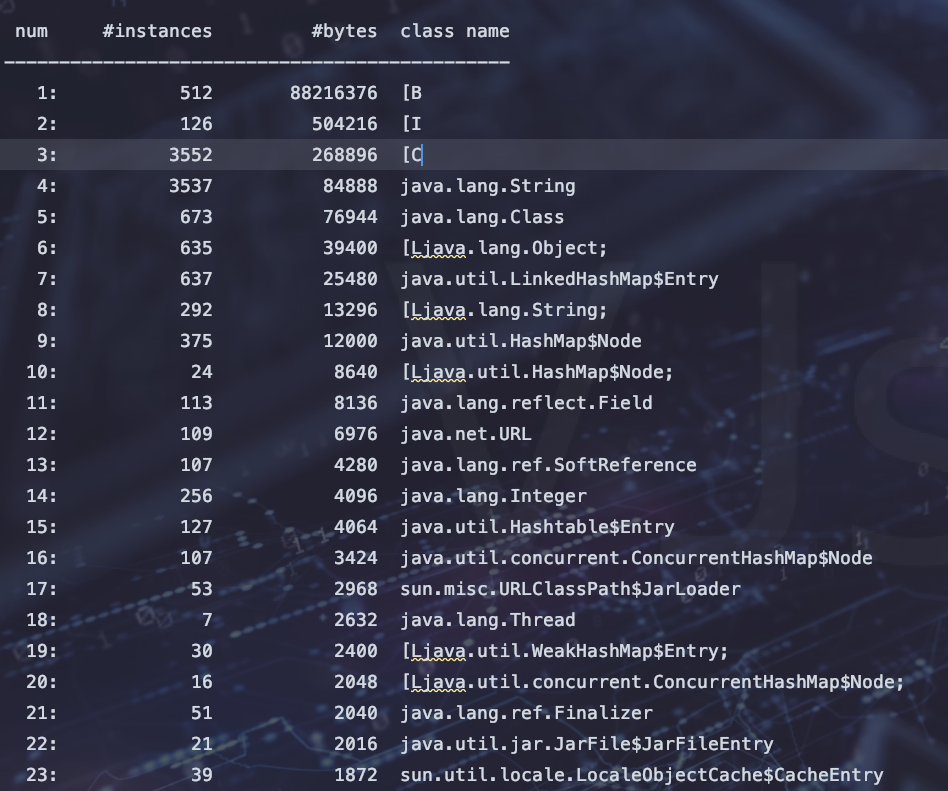 num #instances #bytes class name
----------------------------------------------
1: 512 88216376 [B
2: 126 504216 [I
3: 3552 268896 [C
4: 3537 84888 java.lang.String
5: 673 76944 java.lang.Class
6: 635 39400 [Ljava.lang.Object;
7: 637 25480 java.util.LinkedHashMap$Entry
8: 292 13296 [Ljava.lang.String;
9: 375 12000 java.util.HashMap$Node
10: 24 8640 [Ljava.util.HashMap$Node;
11: 113 8136 java.lang.reflect.Field
12: 109 6976 java.net.URL
13: 107 4280 java.lang.ref.SoftReference
14: 256 4096 java.lang.Integer
15: 127 4064 java.util.Hashtable$Entry
16: 107 3424 java.util.concurrent.ConcurrentHashMap$Node
17: 53 2968 sun.misc.URLClassPath$JarLoader
18: 7 2632 java.lang.Thread
19: 30 2400 [Ljava.util.WeakHashMap$Entry;
20: 16 2048 [Ljava.util.concurrent.ConcurrentHashMap$Node;
21: 51 2040 java.lang.ref.Finalizer
22: 21 2016 java.util.jar.JarFile$JarFileEntry
23: 39 1872 sun.util.locale.LocaleObjectCache$CacheEntry